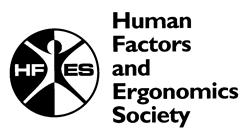 HF ES
Human
Factors
and
Ergonomics
Society